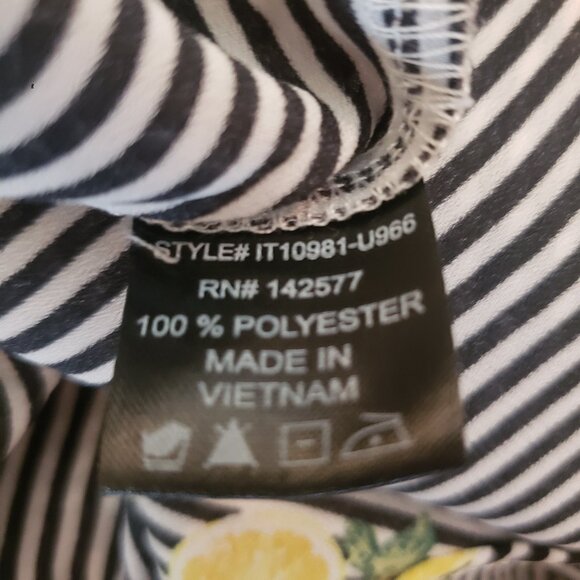 STYLE# IT10981-U966
RN# 142577
100 % POLYESTER
MADE IN
VIETNAM